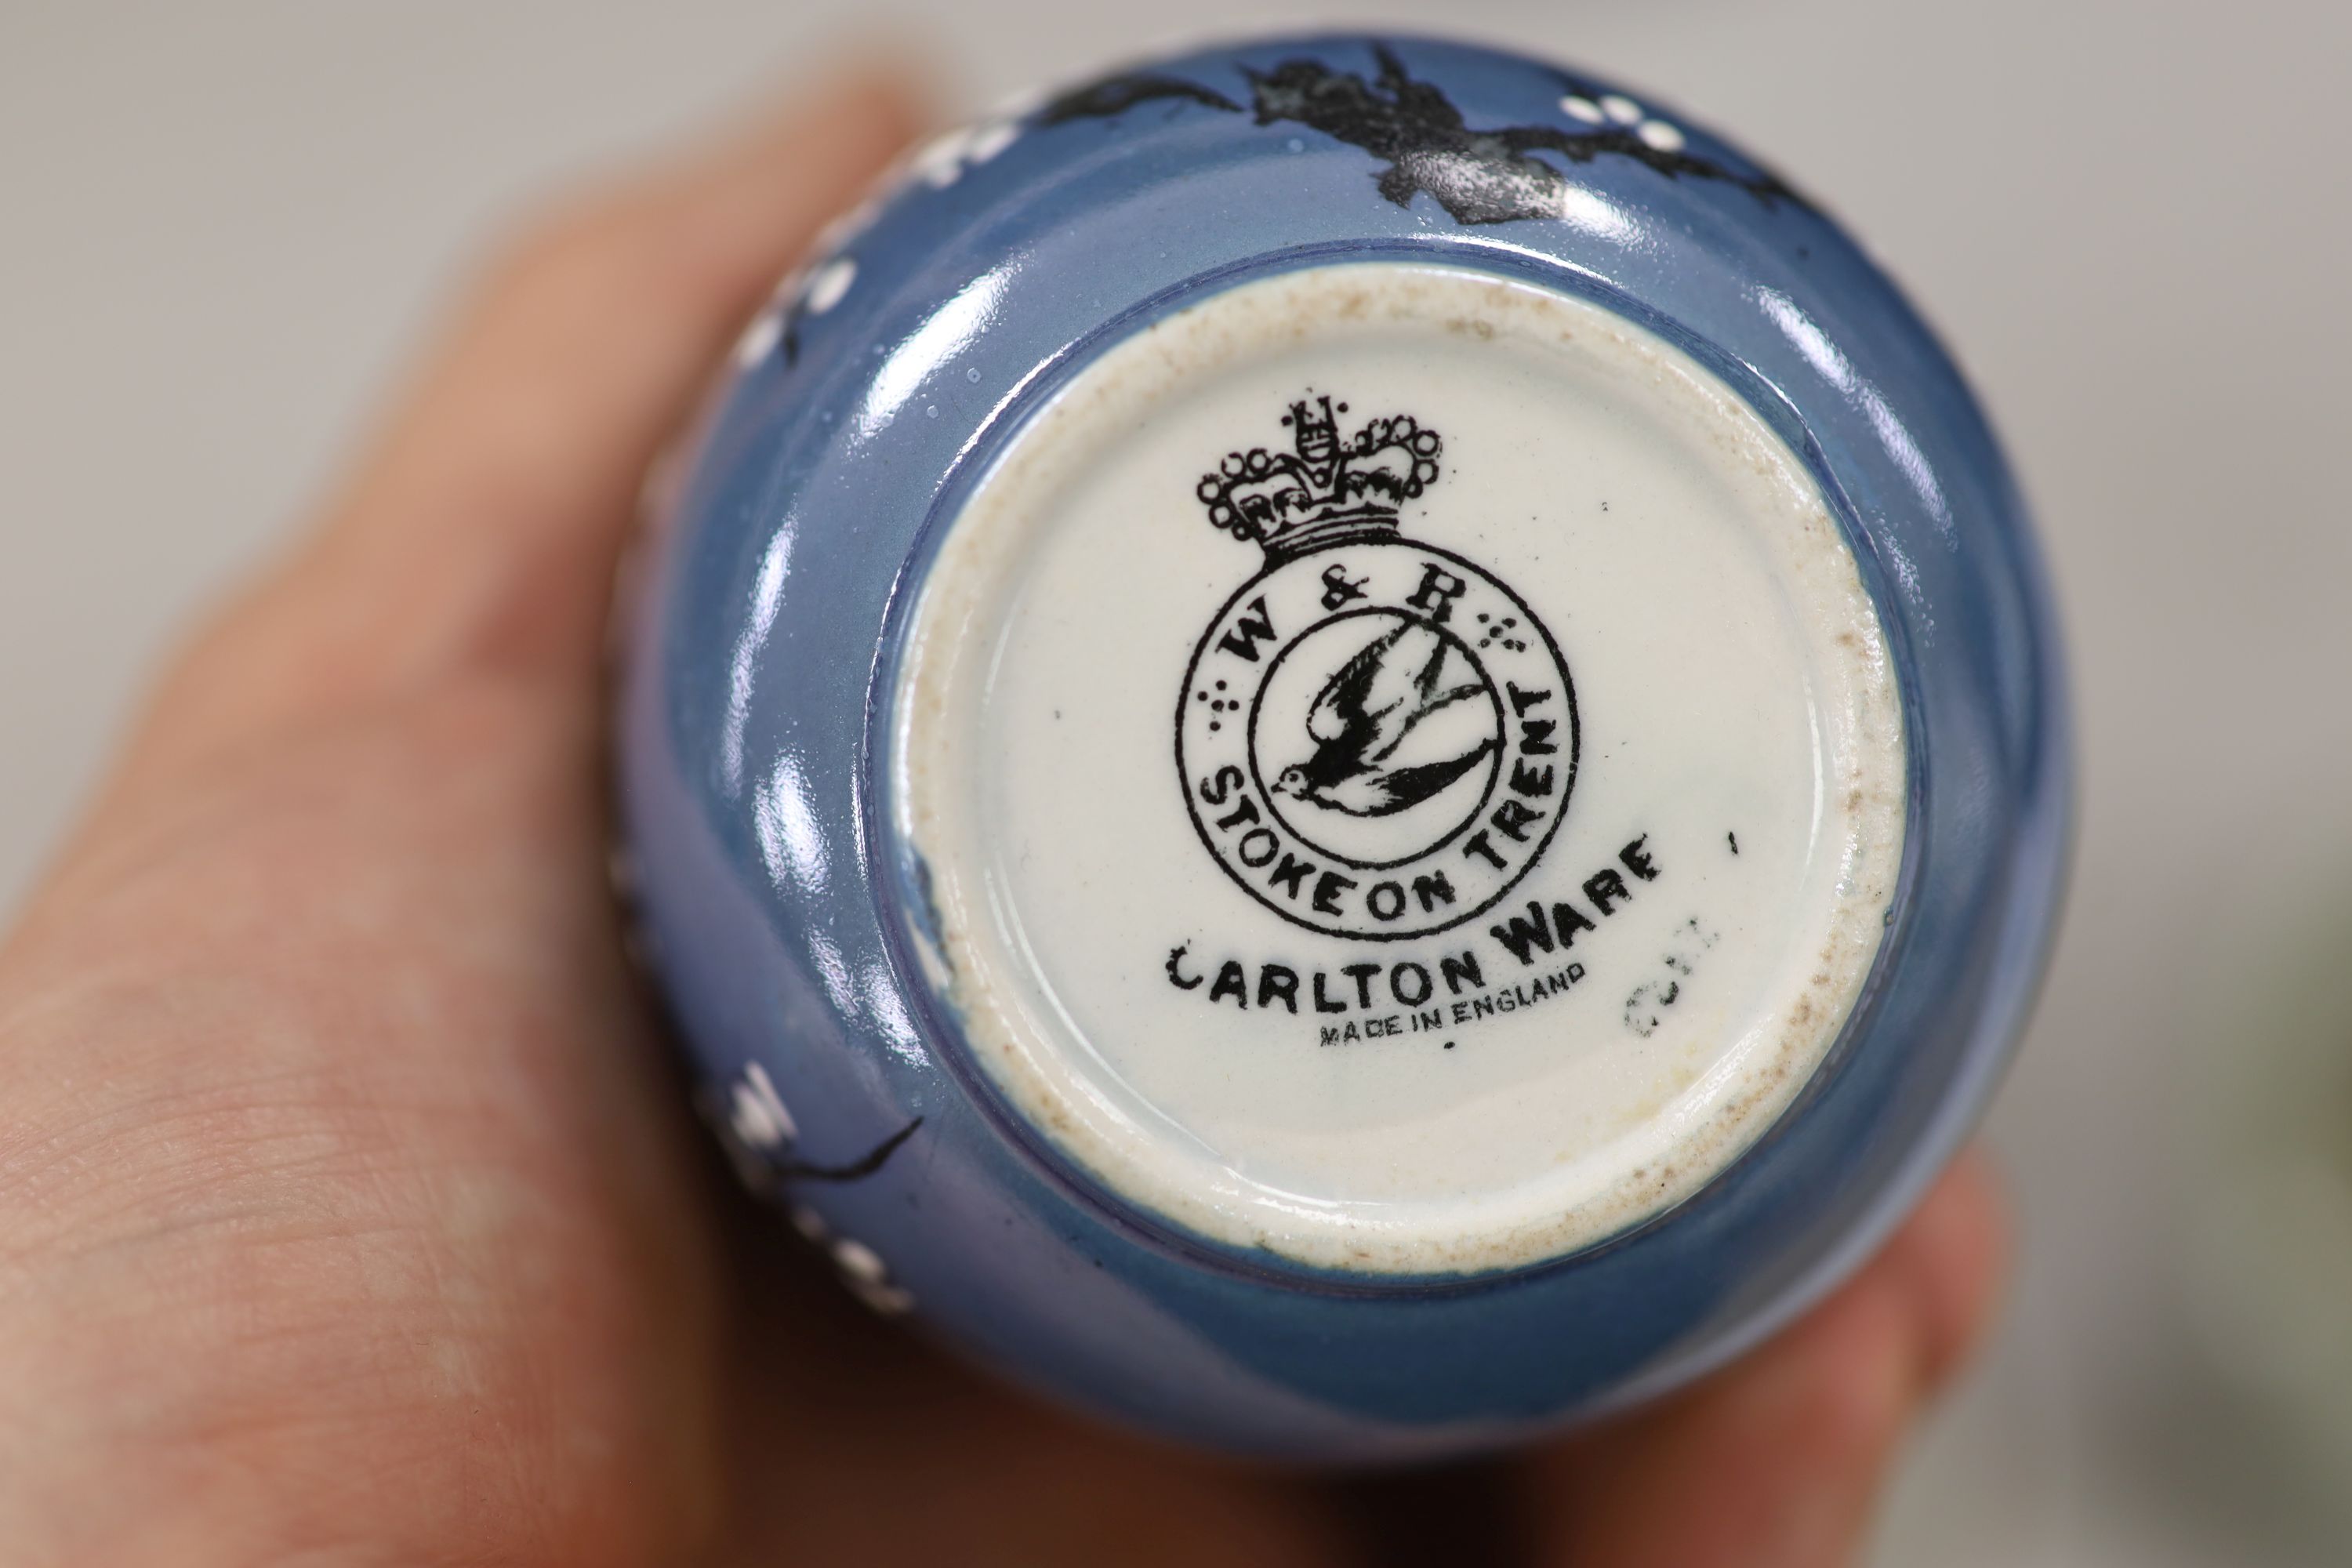 W & R
STOKE ON TRENT
CARLTON WARE
MADE IN ENGLAND